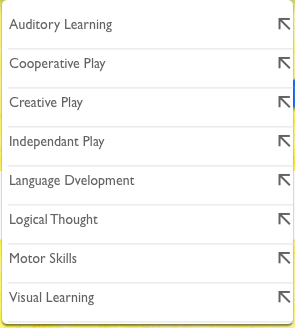 Auditory Learning
Cooperative Play
Creative Play
Independant Play
Language Dvelopment
Logical Thought
Motor Skills
Visual Learning